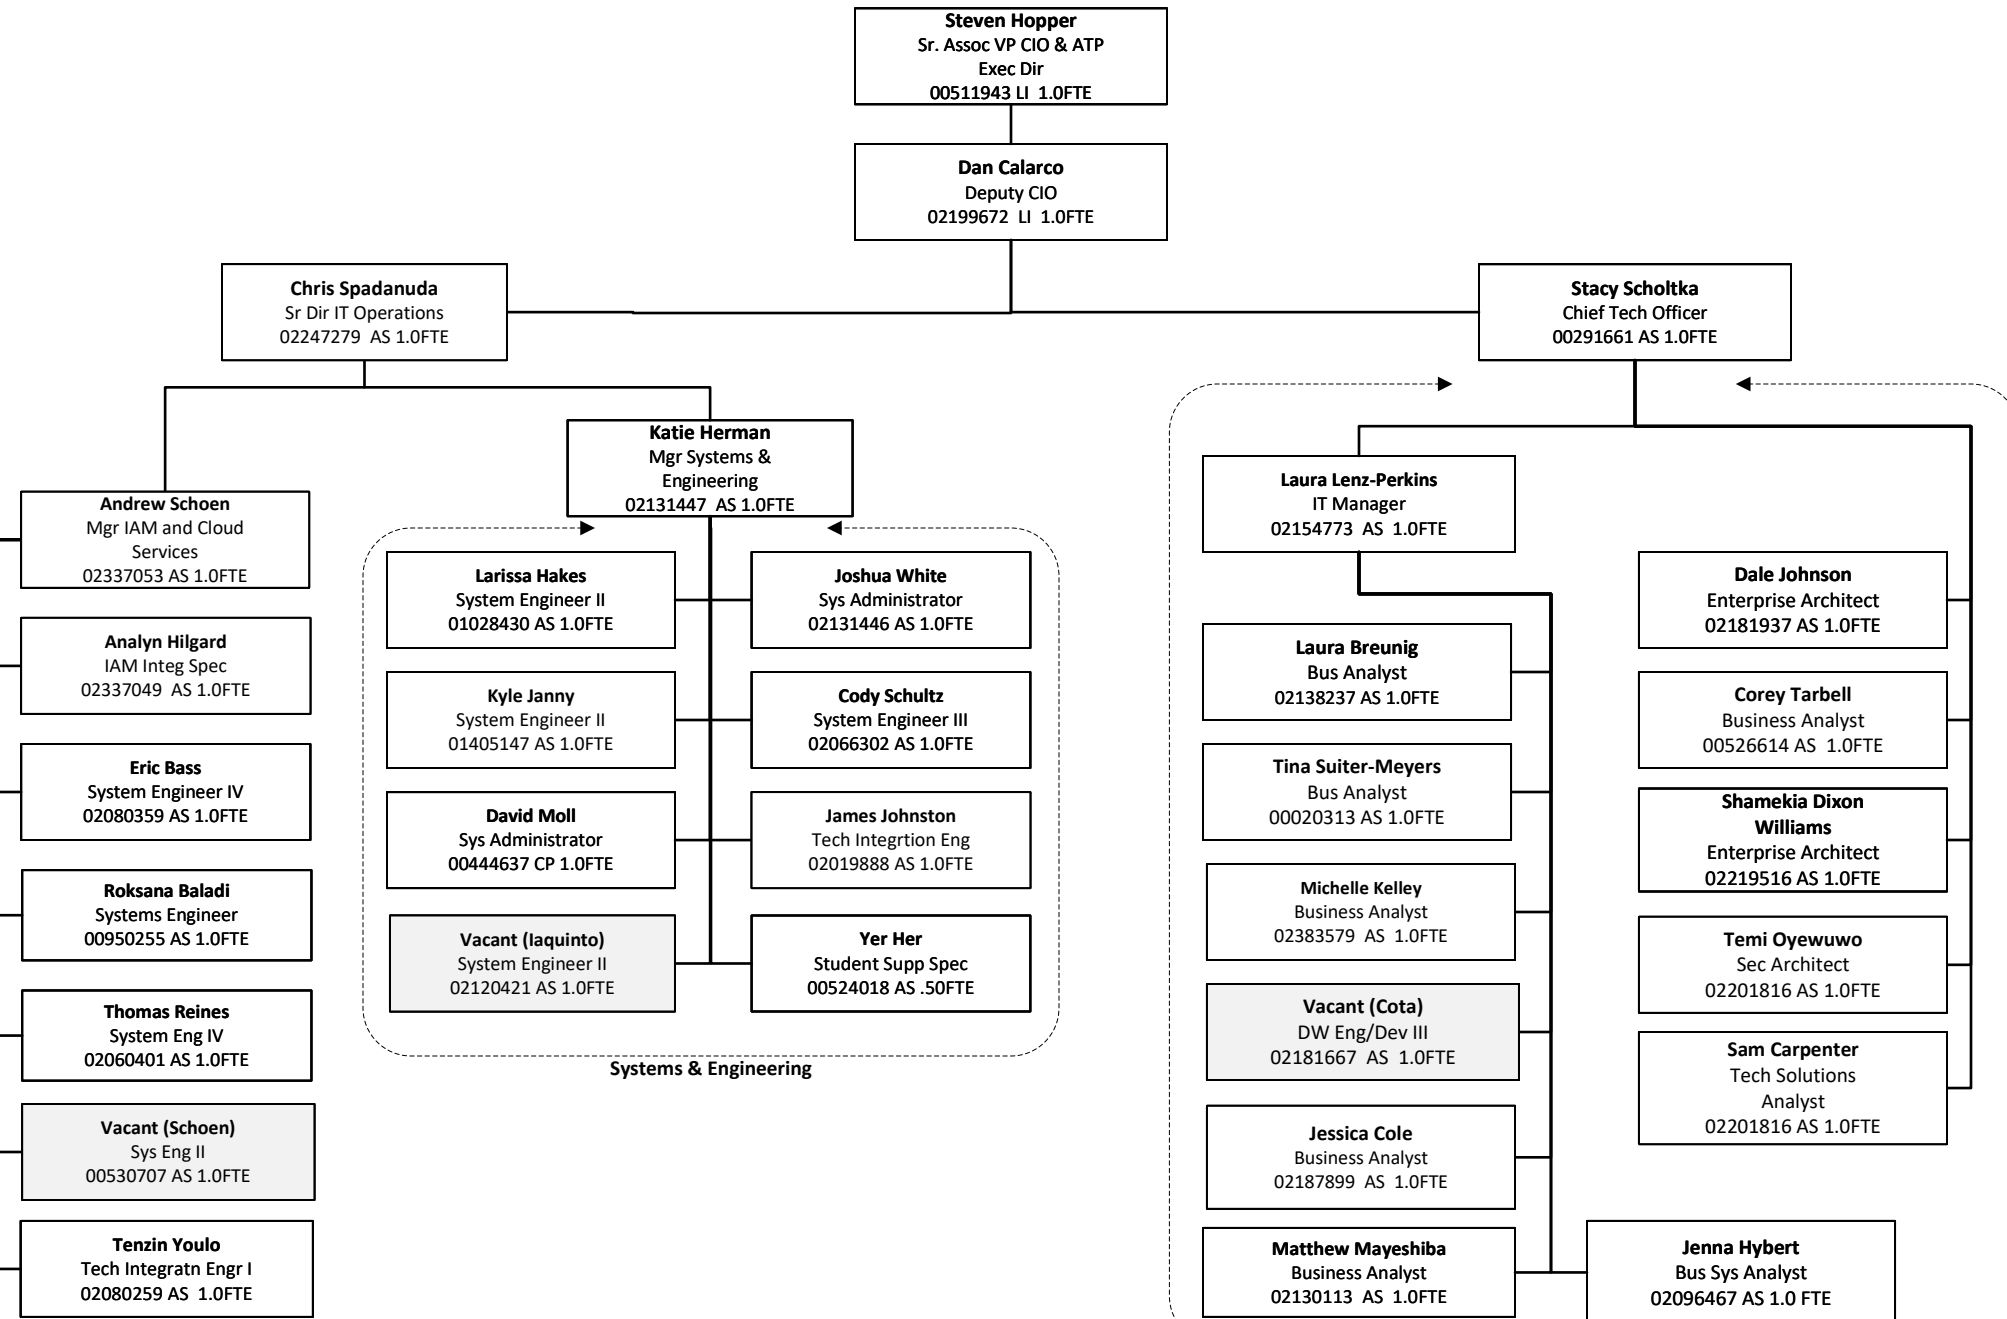 Steven Hopper
Sr. Assoc VP CIO & ATP
Exec Dir
00511943 LI 1.0FTE
Dan Calarco
Deputy CIO
02199672 LI 1.0FTE
Chris Spadanuda
Sr Dir IT Operations
02247279 AS 1.0FTE
Stacy Scholtka
Chief Tech Officer
00291661 AS 1.0FTE
Andrew Schoen
Mgr IAM and Cloud
Services
02337053 AS 1.0FTE
Analyn Hilgard
IAM Integ Spec
02337049 AS 1.0FTE
Eric Bass
System Engineer IV
02080359 AS 1.0FTE
Roksana Baladi
Systems Engineer
00950255 AS 1.0FTE
Thomas Reines
System Eng IV
02060401 AS 1.0FTE
Vacant (Schoen)
Sys Eng II
00530707 AS 1.0FTE
Tenzin Youlo
Tech Integratn Engr I
02080259 AS 1.0FTE
Katie Herman
Mgr Systems &
Engineering
02131447 AS 1.0FTE
Larissa Hakes
System Engineer II
01028430 AS 1.0FTE
Joshua White
Sys Administrator
02131446 AS 1.0FTE
Kyle Janny
System Engineer II
01405147 AS 1.0FTE
Cody Schultz
System Engineer III
02066302 AS 1.0FTE
David Moll
Sys Administrator
00444637 CP 1.0FTE
James Johnston
Tech Integrtion Eng
02019888 AS 1.0FTE
Vacant (Iaquinto)
System Engineer II
02120421 AS 1.0FTE
Yer Her
Student Supp Spec
00524018 AS .50FTE
Systems & Engineering
Laura Lenz-Perkins
IT Manager
02154773 AS 1.0FTE
Laura Breunig
Bus Analyst
02138237 AS 1.0FTE
Tina Suiter-Meyers
Bus Analyst
00020313 AS 1.0FTE
Michelle Kelley
Business Analyst
02383579 AS 1.0FTE
Vacant (Cota)
DW Eng/Dev III
02181667 AS 1.0FTE
Jessica Cole
Business Analyst
02187899 AS 1.0FTE
Matthew Mayeshiba
Business Analyst
02130113 AS 1.0FTE
Jenna Hybert
Bus Sys Analyst
02096467 AS 1.0 FTE
Dale Johnson
Enterprise Architect
02181937 AS 1.0FTE
Corey Tarbell
Business Analyst
00526614 AS 1.0FTE
Shamekia Dixon
Williams
Enterprise Architect
02219516 AS 1.0FTE
Temi Oyewuwo
Sec Architect
02201816 AS 1.0FTE
Sam Carpenter
Tech Solutions
Analyst
02201816 AS 1.0FTE